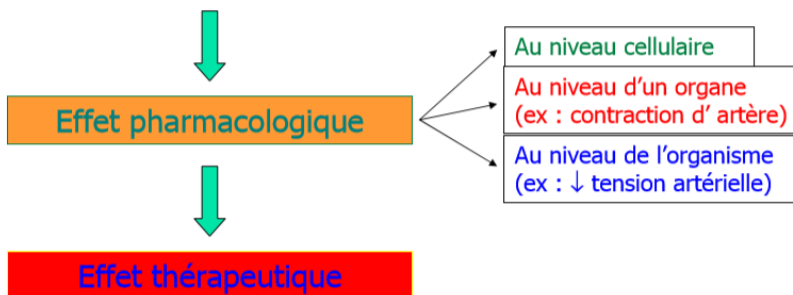 Effet pharmacologique
Au niveau cellulaire
Au niveau d'un organe
(ex : contraction d' artère)
Au niveau de l'organisme
(ex : ↓ tension artérielle)
Effet thérapeutique